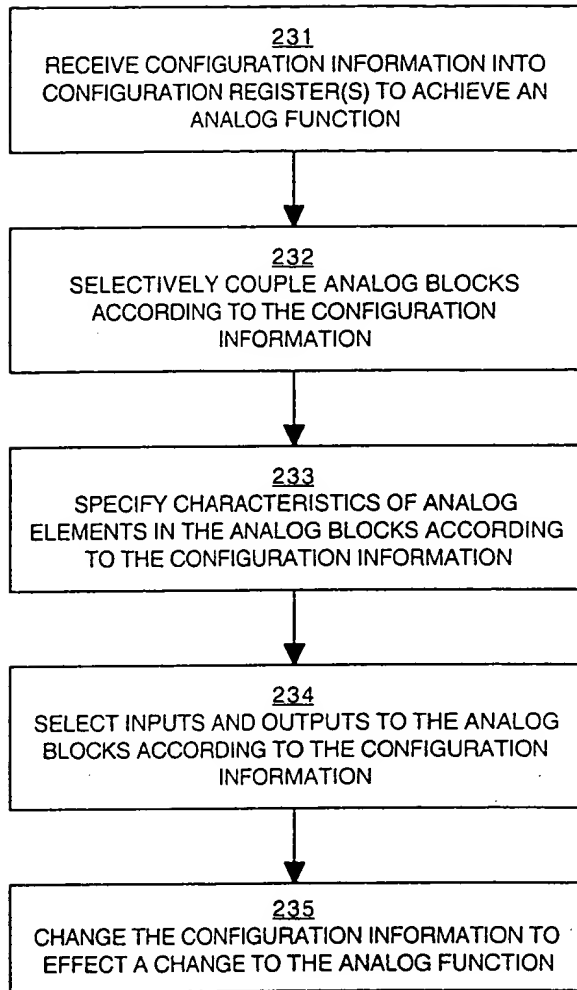 231
RECEIVE CONFIGURATION INFORMATION INTO
CONFIGURATION REGISTER(S) TO ACHIEVE AN
ANALOG FUNCTION
232
SELECTIVELY COUPLE ANALOG BLOCKS
ACCORDING TO THE CONFIGURATION
INFORMATION
233
SPECIFY CHARACTERISTICS OF ANALOG
ELEMENTS IN THE ANALOG BLOCKS ACCORDING
TO THE CONFIGURATION INFORMATION
234
SELECT INPUTS AND OUTPUTS TO THE ANALOG
BLOCKS ACCORDING TO THE CONFIGURATION
INFORMATION
235
CHANGE THE CONFIGURATION INFORMATION TO
EFFECT A CHANGE TO THE ANALOG FUNCTION